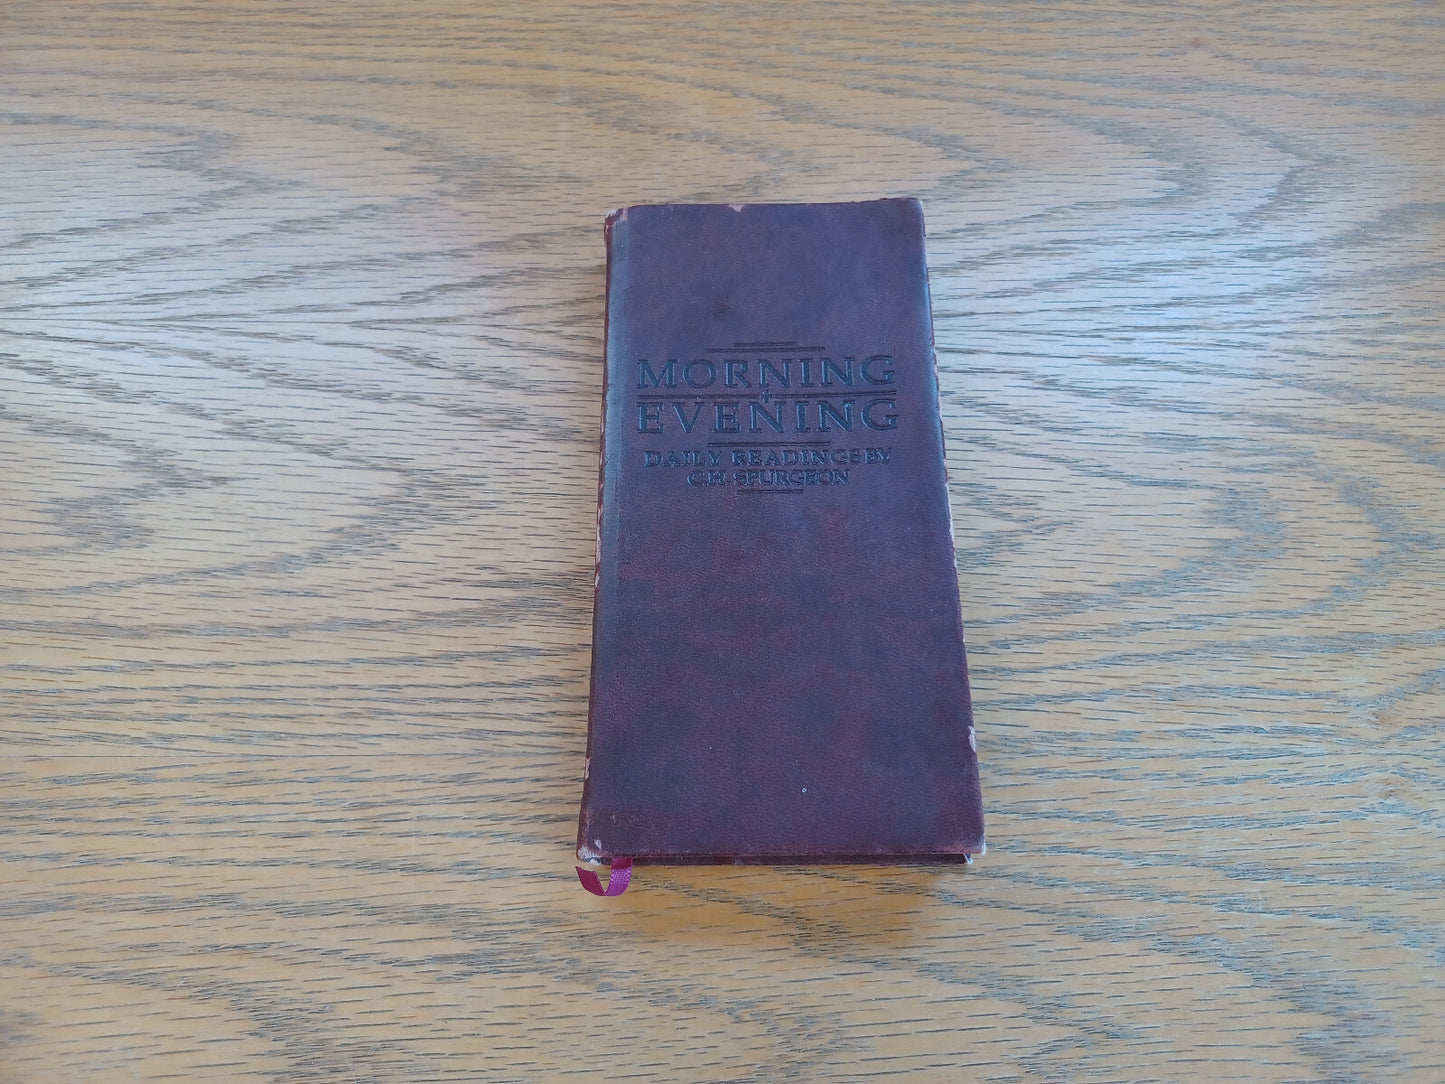 MORNING
+
EVENING
DAILY READINGS BY
C.H. SPURGEON